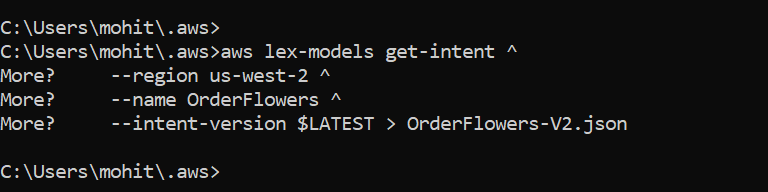 C:\Users\mohit\.aws>
C:\Users\mohit\.aws>aws lex-models get-intent ^
More?     --region us-west-2 ^
More?     --name OrderFlowers ^
More?     --intent-version $LATEST > OrderFlowers-V2.json
C:\Users\mohit\.aws>